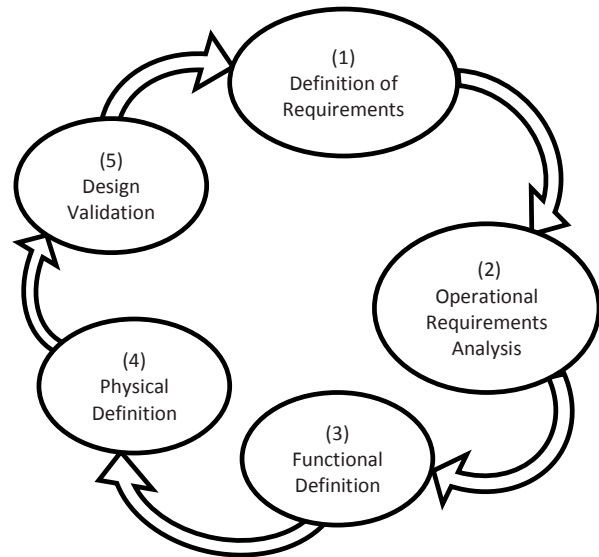 (1)
Definition of
Requirements
(2)
Operational
Requirements
Analysis
(3)
Functional
Definition
(4)
Physical
Definition
(5)
Design
Validation